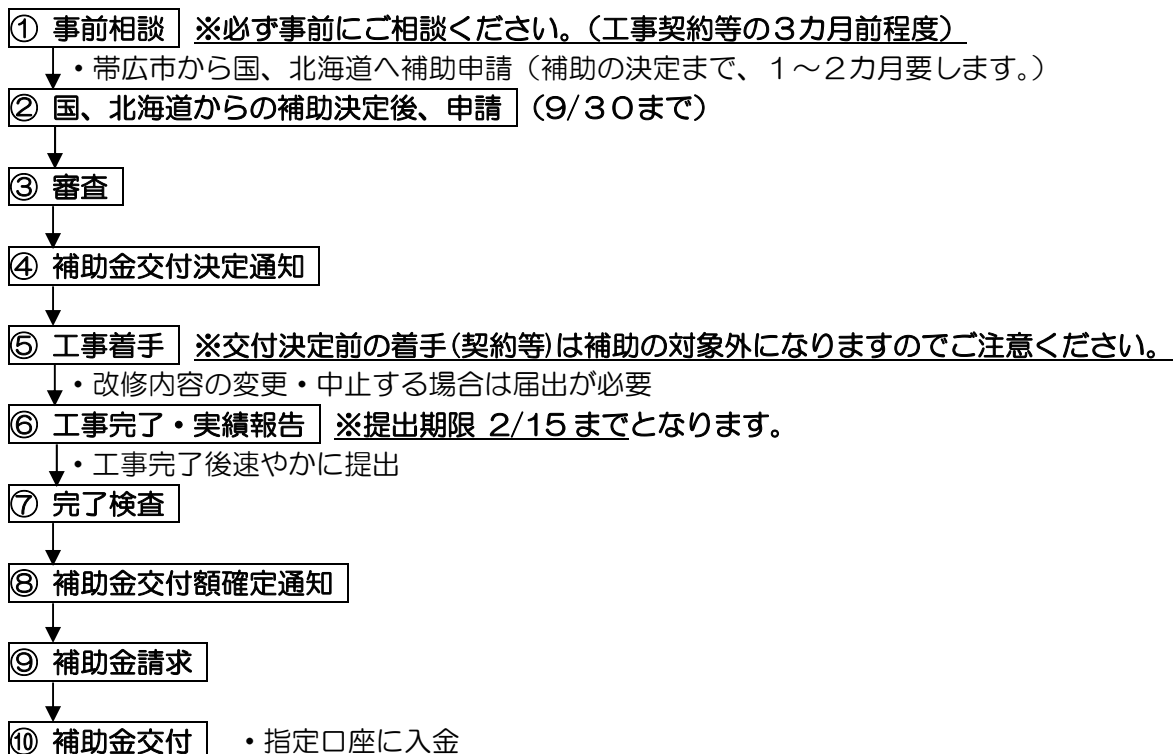 ① 事前相談 ※必ず事前にご相談ください。(工事契約等の3カ月前程度)
・帯広市から国、北海道へ補助申請(補助の決定まで、1~2カ月要します。)
② 国、北海道からの補助決定後、申請 (9/30まで)
③ 審査
④ 補助金交付決定通知
⑤ 工事着手 ※交付決定前の着手(契約等)は補助の対象外になりますのでご注意ください。
・改修内容の変更・中止する場合は届出が必要
⑥ 工事完了・実績報告 ※提出期限 2/15 までとなります。
・工事完了後速やかに提出
⑦ 完了検査
⑧ 補助金交付額確定通知
⑨ 補助金請求
⑩ 補助金交付 ・指定口座に入金